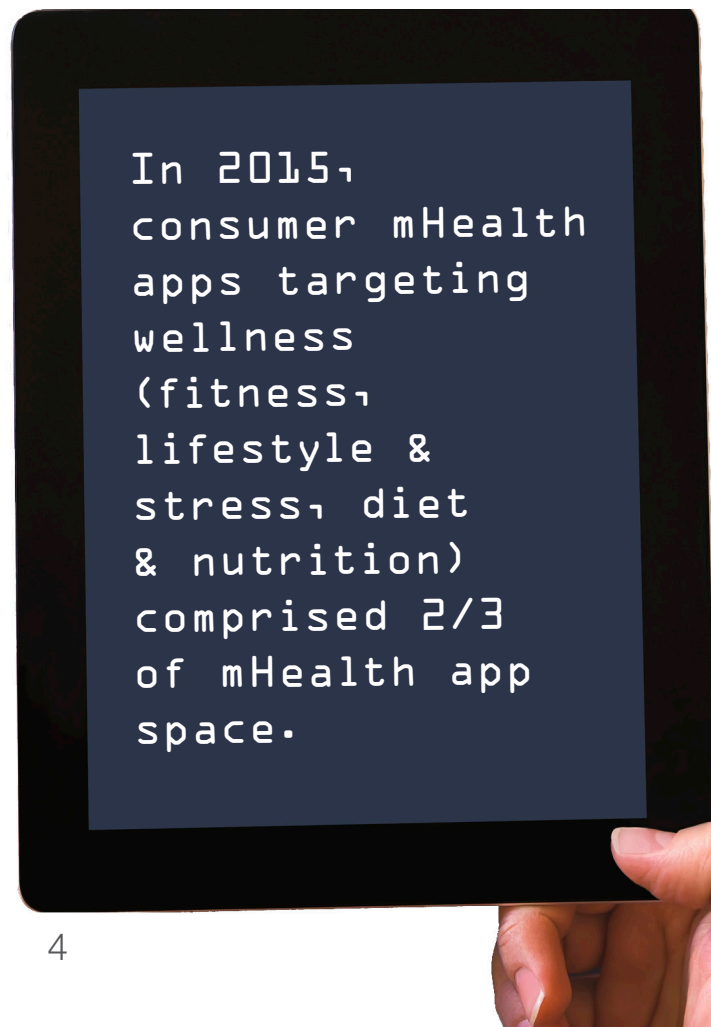 In 2015,
consumer mHealth
apps targeting
wellness
(fitness,
lifestyle &
stress, diet
& nutrition)
comprised 2/3
of mHealth app
space.
4